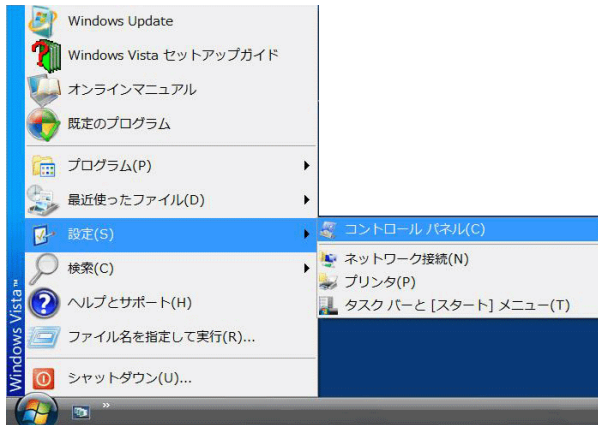 Windows Update
Windows Vista セットアップガイド
オンラインマニュアル
既定のプログラム
プログラム(P)
最近使ったファイル(D)
設定(S)
検索(C)
ヘルプとサポート(H)
ファイル名を指定して実行(R)...
シャットダウン(U)...
コントロール パネル(C)
ネットワーク接続(N)
プリンタ(P)
タスク バーと [スタート] メニュー(T)
Windows Vista™
»